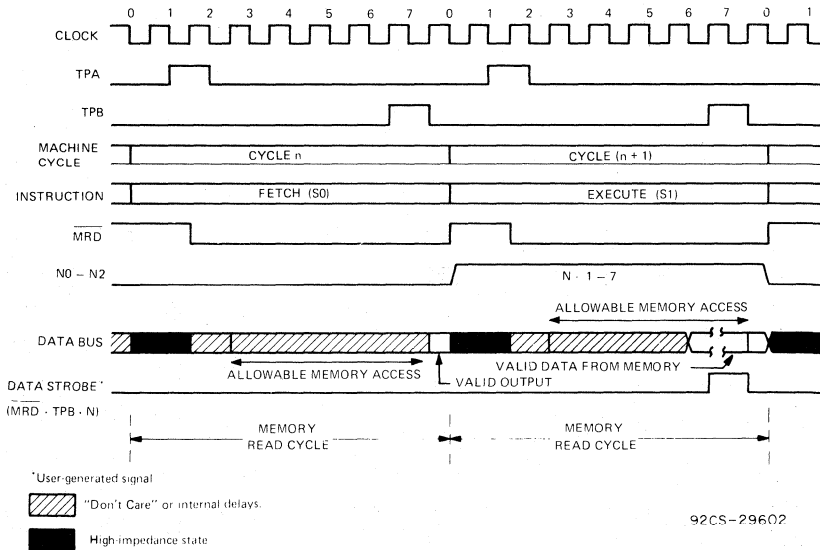 0 1 2 3 4 5 6 7 0 1 2 3 4 5 6 7 0 1
CLOCK
TPA
TPB
MACHINE CYCLE
CYCLE n
CYCLE (n + 1)
INSTRUCTION
FETCH (S0)
EXECUTE (S1)
MRD
N0 – N2
N · 1 – 7
ALLOWABLE MEMORY ACCESS
DATA BUS
ALLOWABLE MEMORY ACCESS
VALID DATA FROM MEMORY
VALID OUTPUT
DATA STROBE*
(MRD · TPB · N)
MEMORY
READ CYCLE
MEMORY
READ CYCLE
*User-generated signal
"Don't Care" or internal delays.
High-impedance state
92CS-29602